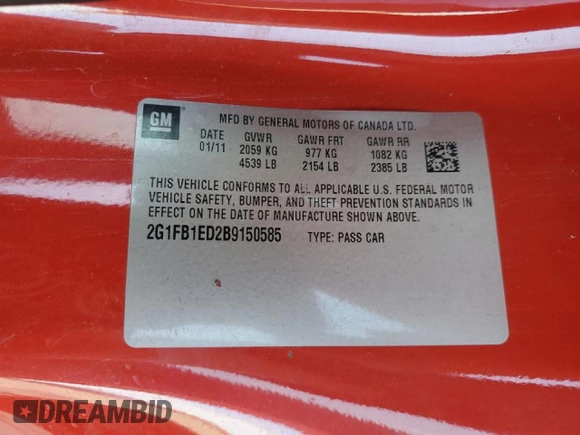 GM
MFD BY GENERAL MOTORS OF CANADA LTD.
DATE GVWR GAWR FRT GAWR RR
01/11 2059 KG 977 KG 1082 KG
4539 LB 2154 LB 2385 LB
THIS VEHICLE CONFORMS TO ALL APPLICABLE U.S. FEDERAL MOTOR
VEHICLE SAFETY, BUMPER, AND THEFT PREVENTION STANDARDS IN
EFFECT ON THE DATE OF MANUFACTURE SHOWN ABOVE.
2G1FB1ED2B9150585 TYPE: PASS CAR
DREAMBID